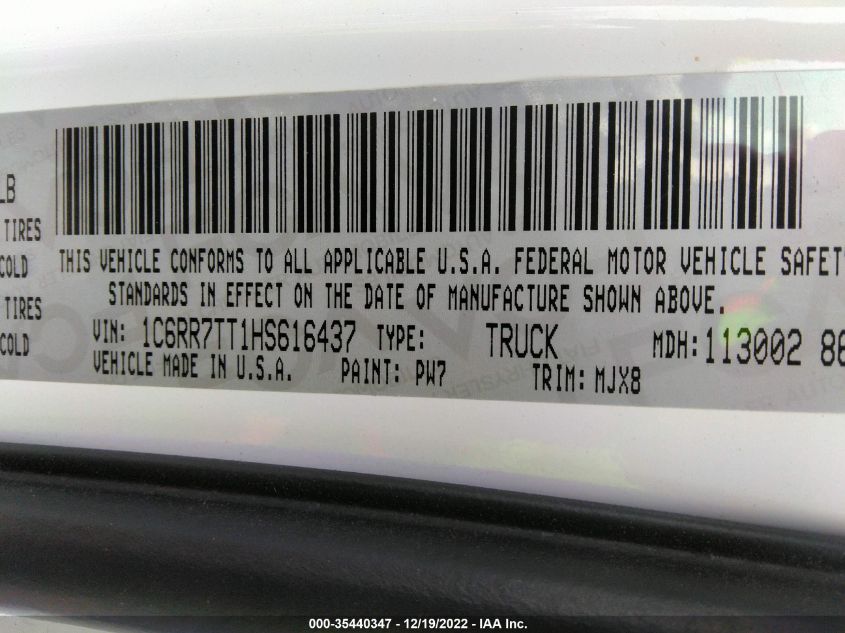 LB
TIRES
COLD
TIRES
COLD
THIS VEHICLE CONFORMS TO ALL APPLICABLE U.S.A. FEDERAL MOTOR VEHICLE SAFETY
STANDARDS IN EFFECT ON THE DATE OF MANUFACTURE SHOWN ABOVE.
VIN: 1C6RR7TT1HS616437 TYPE: TRUCK MDH: 113002 86
VEHICLE MADE IN U.S.A. PAINT: PW7 TRIM: MJX8
000-35440347 - 12/19/2022 - IAA Inc.